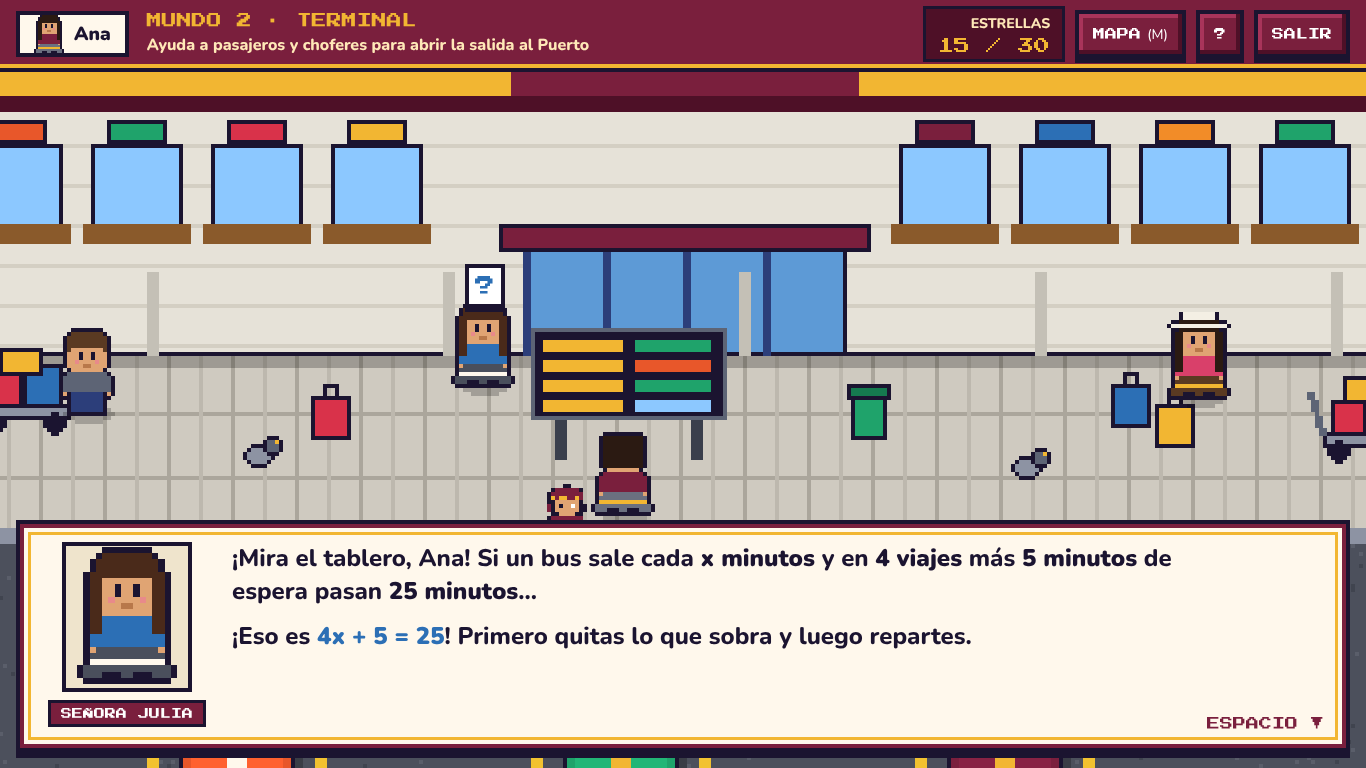 Ana
MUNDO 2 · TERMINAL
Ayuda a pasajeros y choferes para abrir la salida al Puerto
ESTRELLAS
15 / 30
MAPA (M)
?
SALIR
?
¡Mira el tablero, Ana! Si un bus sale cada x minutos y en 4 viajes más 5 minutos de
espera pasan 25 minutos...
¡Eso es 4x + 5 = 25! Primero quitas lo que sobra y luego repartes.
SEÑORA JULIA
ESPACIO ▼